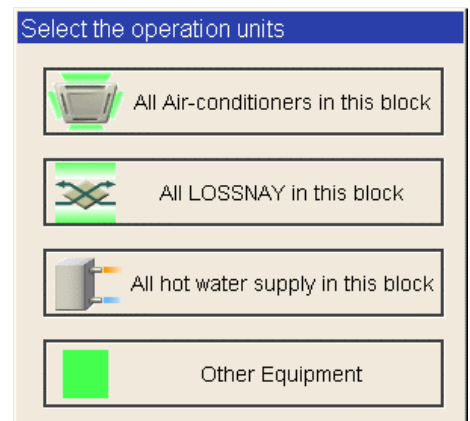 Select the operation units
All Air-conditioners in this block
All LOSSNAY in this block
All hot water supply in this block
Other Equipment